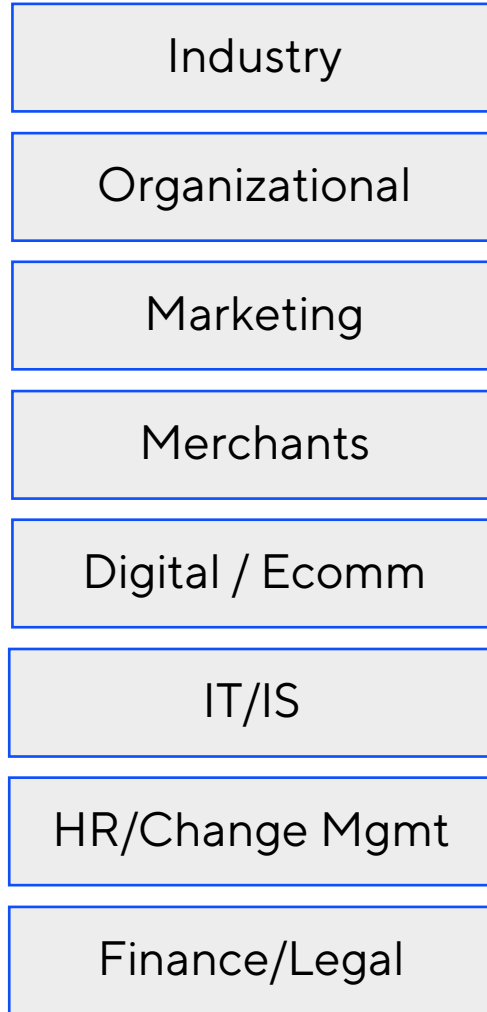 Industry
Organizational
Marketing
Merchants
Digital / Ecomm
IT/IS
HR/Change Mgmt
Finance/Legal